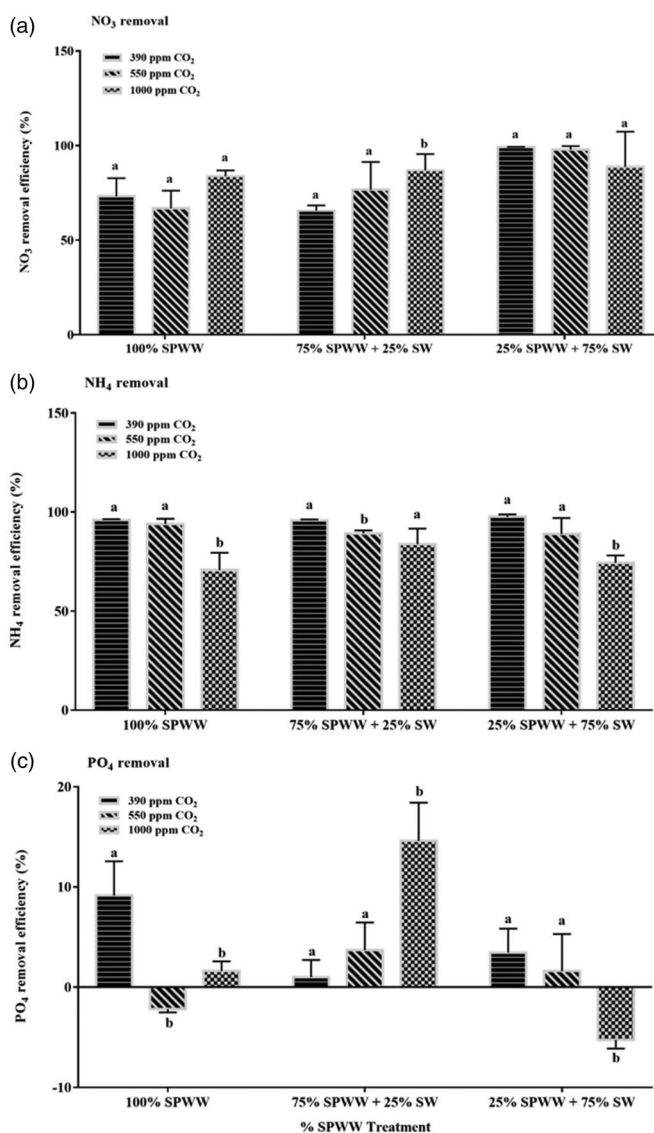 (a)
NO3 removal
390 ppm CO2
550 ppm CO2
1000 ppm CO2
NO3 removal efficiency (%)
150
100
50
0
a a a
a a b
a a a
100% SPWW 75% SPWW + 25% SW 25% SPWW + 75% SW
(b)
NH4 removal
390 ppm CO2
550 ppm CO2
1000 ppm CO2
NH4 removal efficiency (%)
150
100
50
0
a a b
a b a
a a b
100% SPWW 75% SPWW + 25% SW 25% SPWW + 75% SW
(c)
PO4 removal
390 ppm CO2
550 ppm CO2
1000 ppm CO2
PO4 removal efficiency (%)
20
10
0
-10
a b b
a a b
a a b
100% SPWW 75% SPWW + 25% SW 25% SPWW + 75% SW
% SPWW Treatment